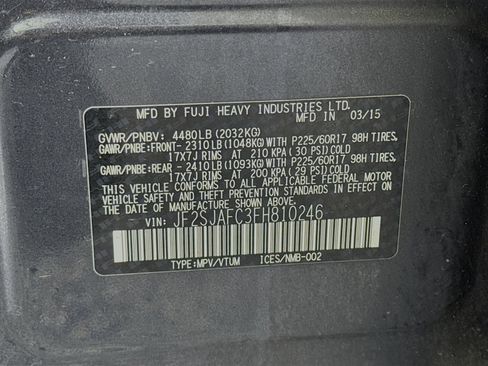 MFD BY FUJI HEAVY INDUSTRIES LTD.
MFD IN 03/15
GVWR/PNBV: 4480LB(2032KG)
GAWR/PNBE:FRONT- 2310LB(1048KG)WITH P225/60R17 98H TIRES,
17X7J RIMS AT 210 KPA(30 PSI)COLD
GAWR/PNBE:REAR - 2410LB(1093KG)WITH P225/60R17 98H TIRES,
17X7J RIMS AT 200 KPA(29 PSI)COLD
THIS VEHICLE CONFORMS TO ALL APPLICABLE FEDERAL MOTOR
VEHICLE SAFETY AND THEFT PREVENTION STANDARDS IN EFFECT
ON THE DATE OF MANUFACTURE SHOWN ABOVE.
VIN: JF2SJAFC3FH810246
TYPE:MPV/VTUM ICES/NMB-002